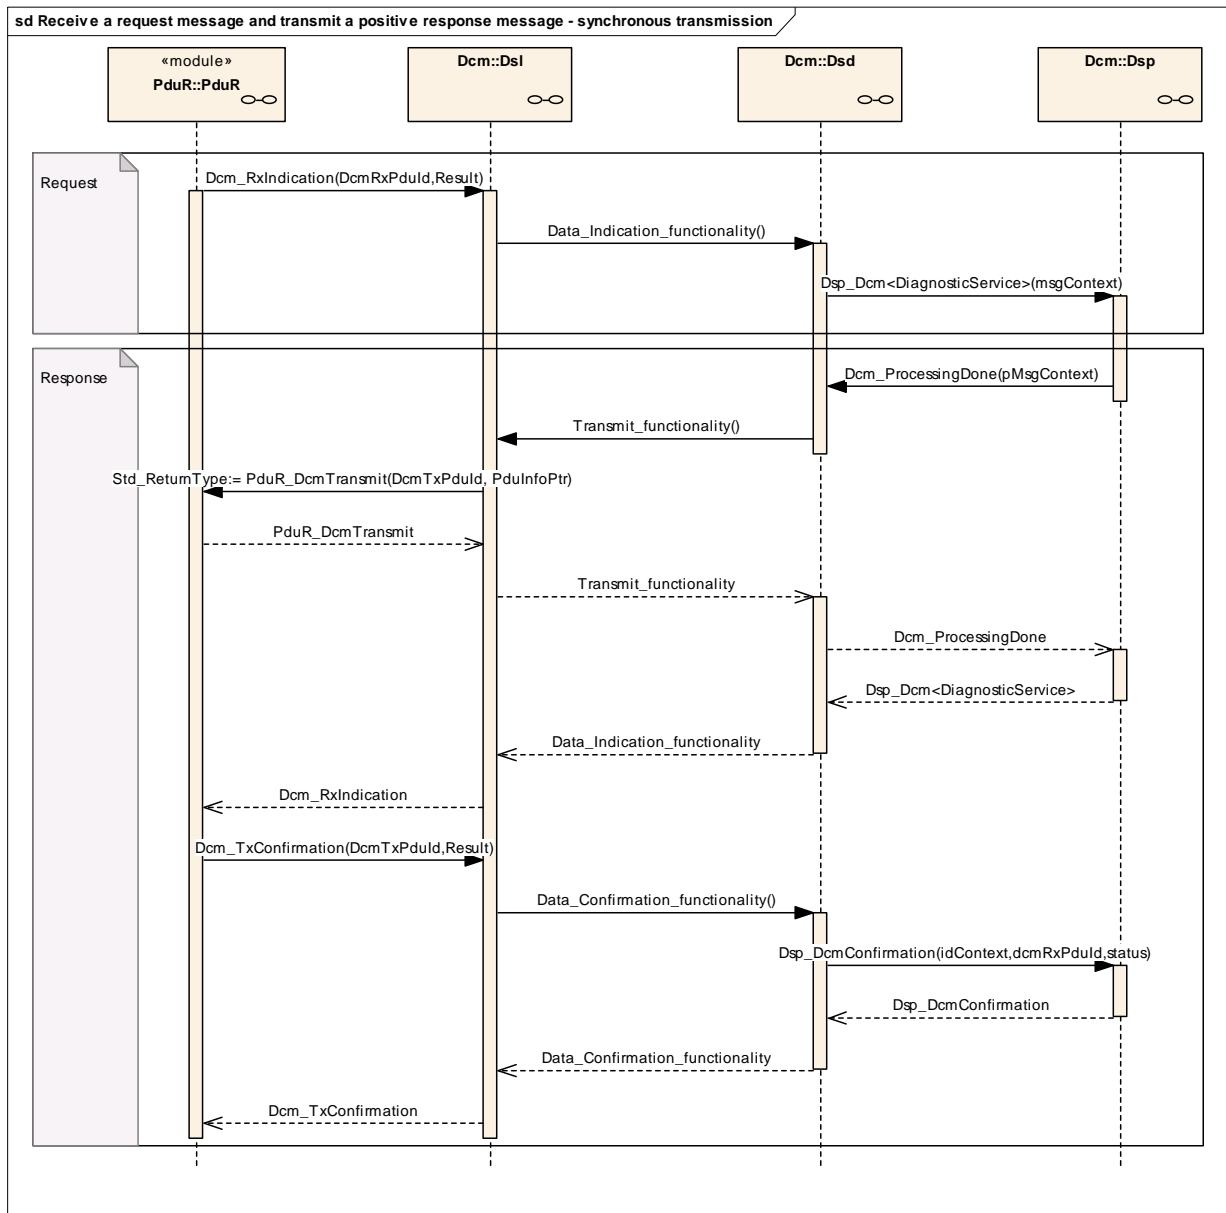 sd Receive a request message and transmit a positive response message - synchronous transmission
«module»
PduR::PduR
Dcm::Dsl
Dcm::Dsd
Dcm::Dsp
Request
Dcm_RxIndication(DcmRxPduId,Result)
Data_Indication_functionality()
Dsp_Dcm<DiagnosticService>(msgContext)
Response
Dcm_ProcessingDone(pMsgContext)
Transmit_functionality()
Std_ReturnType:= PduR_DcmTransmit(DcmTxPduId, PduInfoPtr)
PduR_DcmTransmit
Transmit_functionality
Dcm_ProcessingDone
Dsp_Dcm<DiagnosticService>
Data_Indication_functionality
Dcm_RxIndication
Dcm_TxConfirmation(DcmTxPduId,Result)
Data_Confirmation_functionality()
Dsp_DcmConfirmation(idContext,dcmRxPduId,status)
Dsp_DcmConfirmation
Data_Confirmation_functionality
Dcm_TxConfirmation